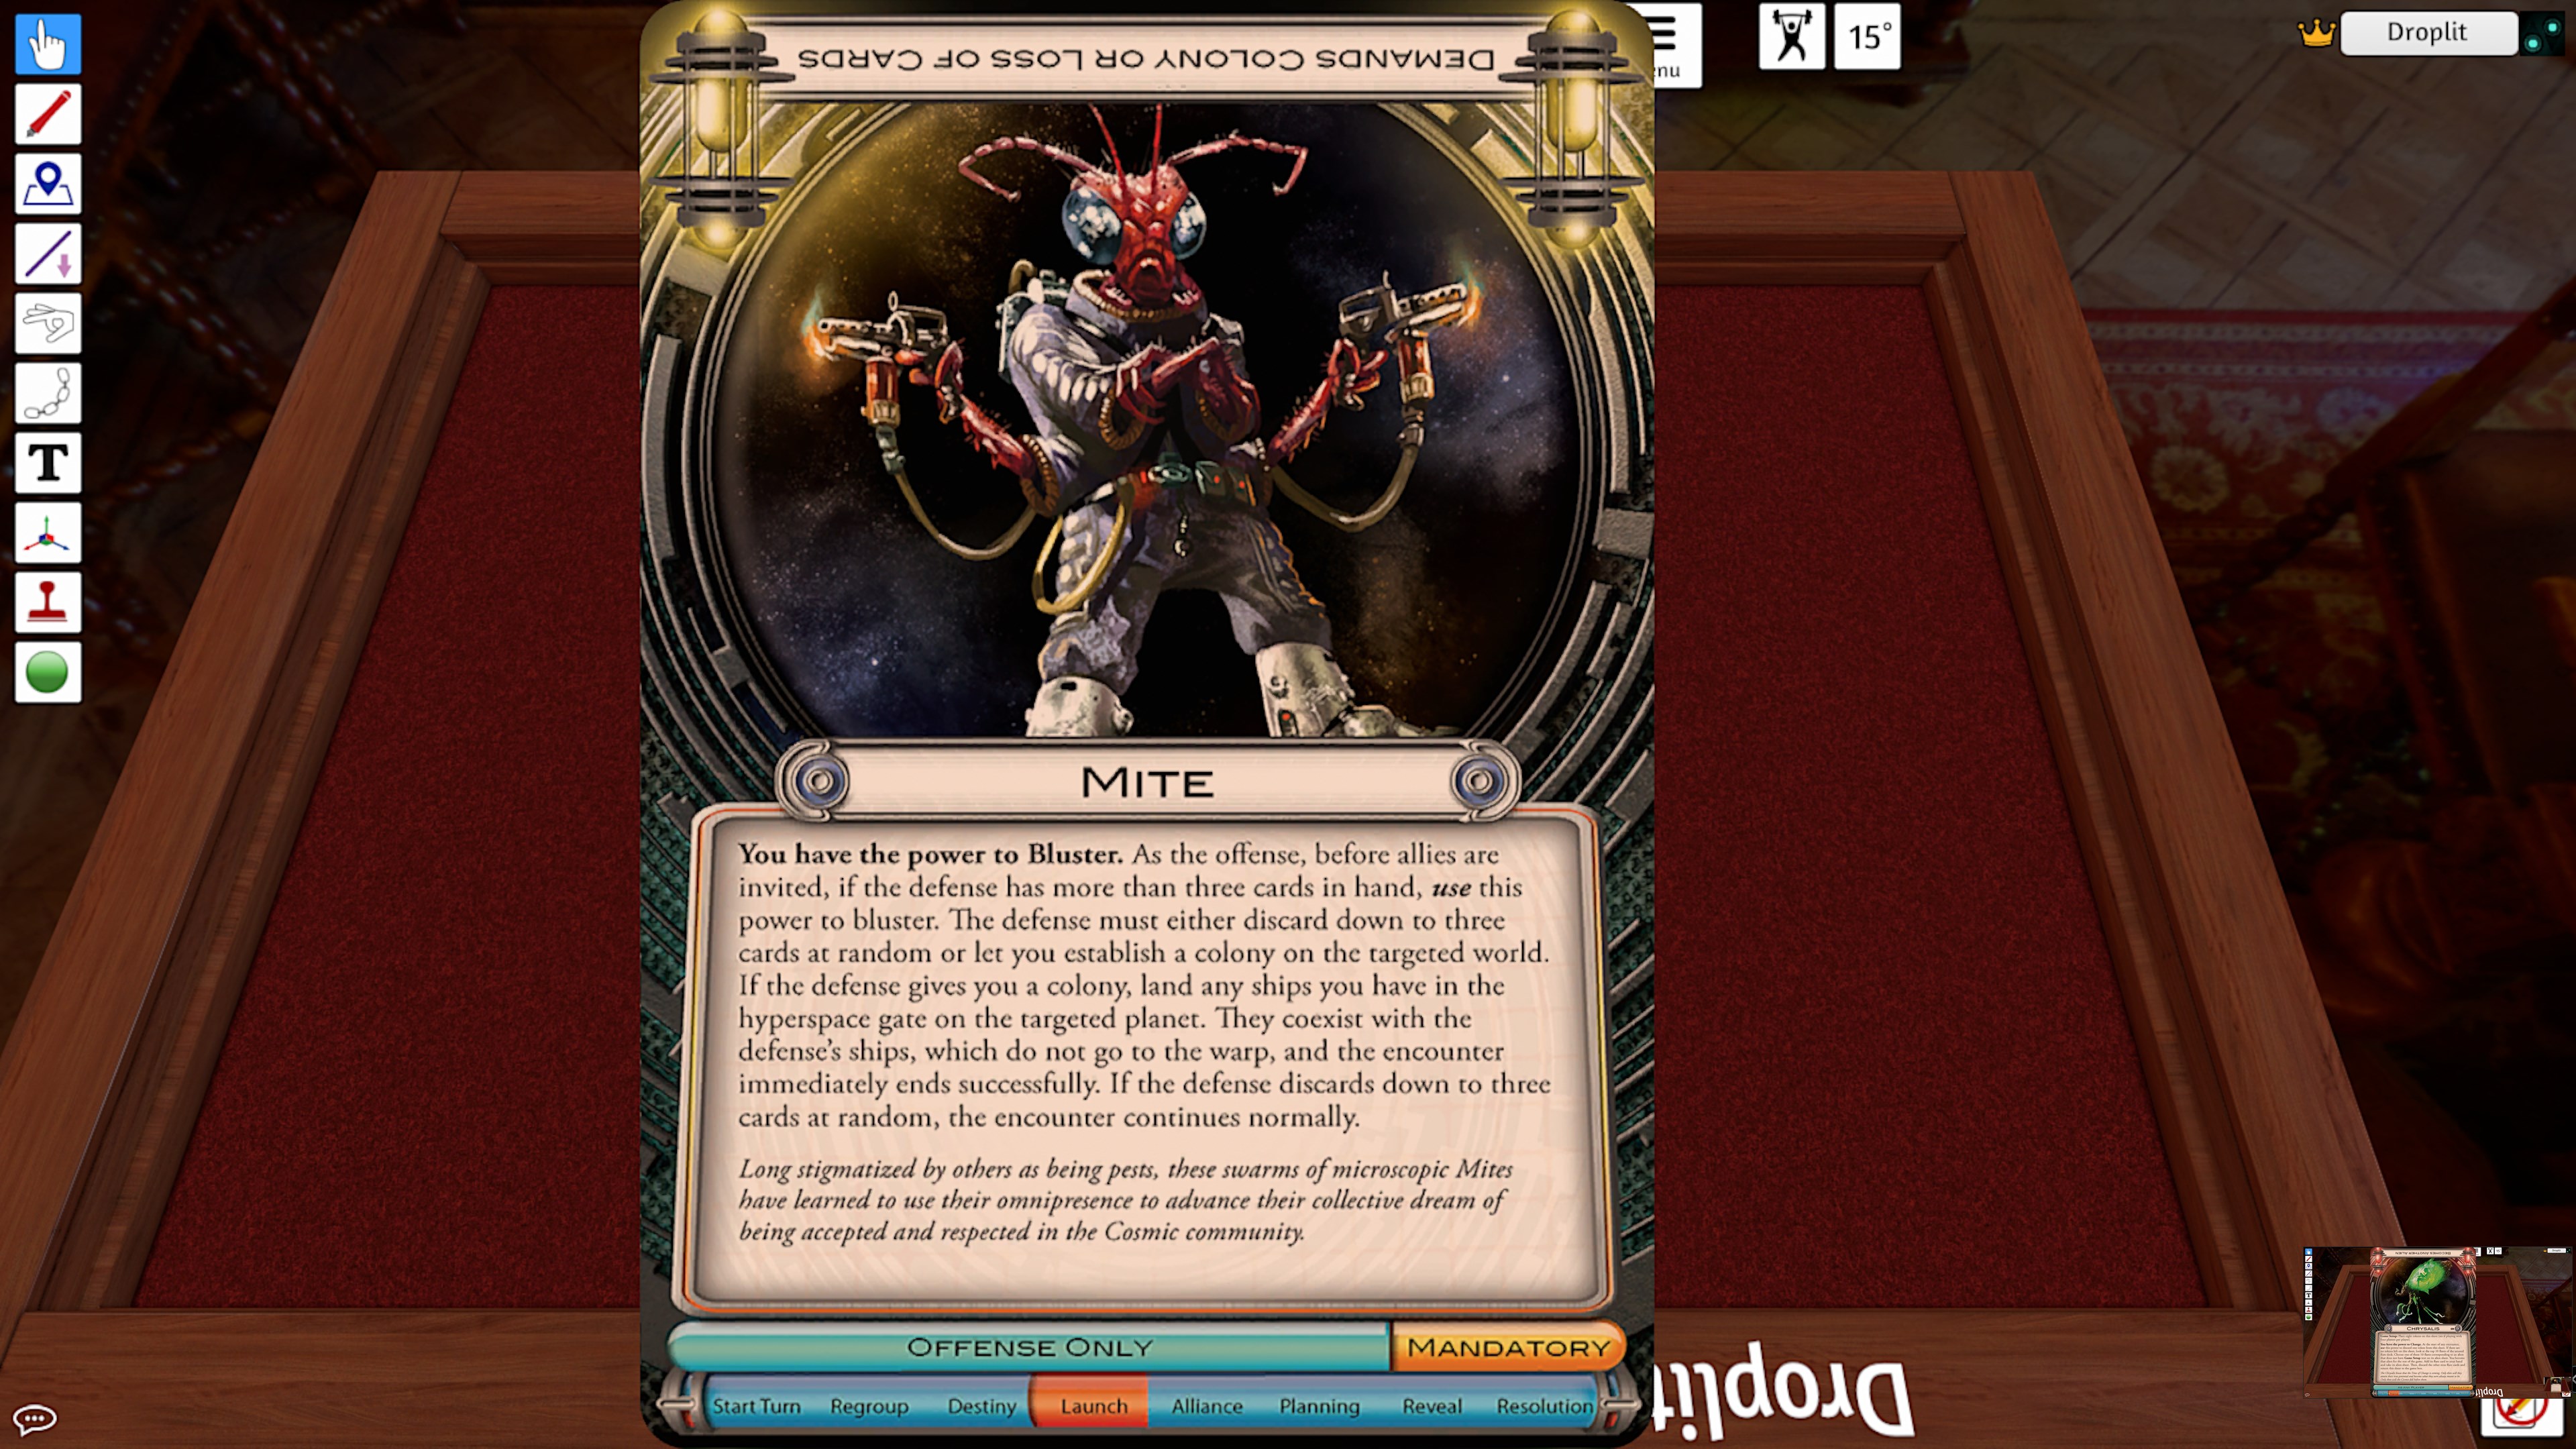 DEMANDS COLONY OR LOSS OF CARDS
nu
15°
Droplit
T
MITE
You have the power to Bluster. As the offense, before allies are
invited, if the defense has more than three cards in hand, use this
power to bluster. The defense must either discard down to three
cards at random or let you establish a colony on the targeted world.
If the defense gives you a colony, land any ships you have in the
hyperspace gate on the targeted planet. They coexist with the
defense's ships, which do not go to the warp, and the encounter
immediately ends successfully. If the defense discards down to three
cards at random, the encounter continues normally.
Long stigmatized by others as being pests, these swarms of microscopic Mites
have learned to use their omnipresence to advance their collective dream of
being accepted and respected in the Cosmic community.
OFFENSE ONLY
MANDATORY
Start Turn Regroup Destiny Launch Alliance Planning Reveal Resolution
Droplit
CHRYSALIS
Droplit